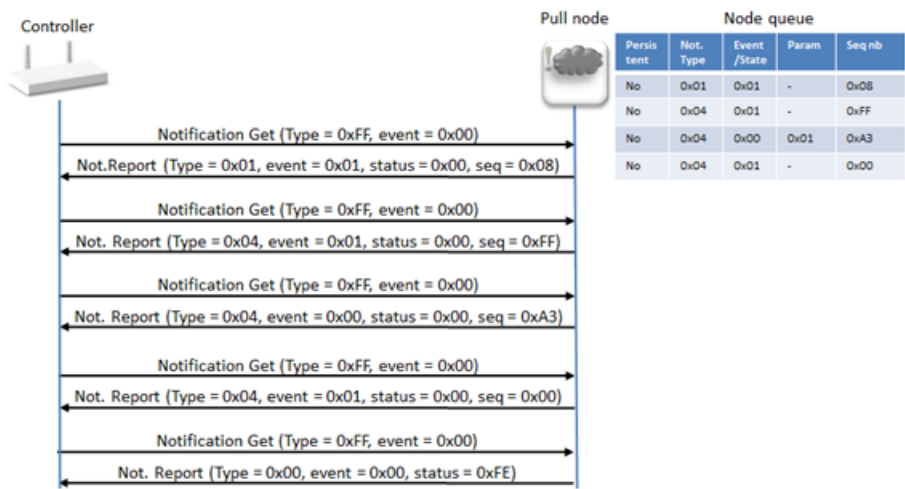 Controller
Pull node
Node queue
Persis tent Not. Type Event /State Param Seq nb
No 0x01 0x01 - 0x08
No 0x04 0x01 - 0xFF
No 0x04 0x00 0x01 0xA3
No 0x04 0x01 - 0x00
Notification Get (Type = 0xFF, event = 0x00)
Not.Report (Type = 0x01, event = 0x01, status = 0x00, seq = 0x08)
Notification Get (Type = 0xFF, event = 0x00)
Not. Report (Type = 0x04, event = 0x01, status = 0x00, seq = 0xFF)
Notification Get (Type = 0xFF, event = 0x00)
Not. Report (Type = 0x04, event = 0x00, status = 0x00, seq = 0xA3)
Notification Get (Type = 0xFF, event = 0x00)
Not. Report (Type = 0x04, event = 0x01, status = 0x00, seq = 0x00)
Notification Get (Type = 0xFF, event = 0x00)
Not. Report (Type = 0x00, event = 0x00, status = 0xFE)